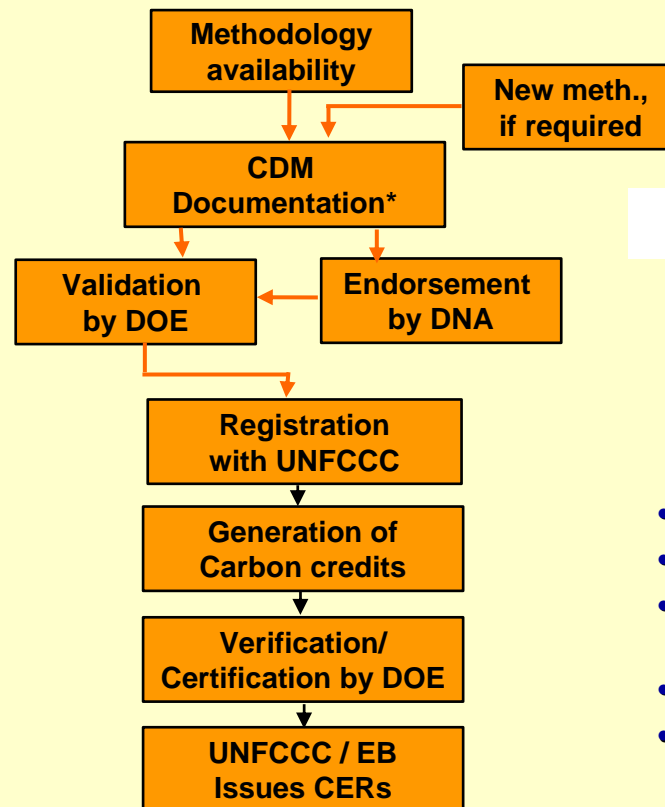 Methodology
availability
New meth.,
if required
CDM
Documentation*
Validation
by DOE
Endorsement
by DNA
Registration
with UNFCCC
Generation of
Carbon credits
Verification/
Certification by DOE
UNFCCC / EB
Issues CERs
•
•
•
•
•